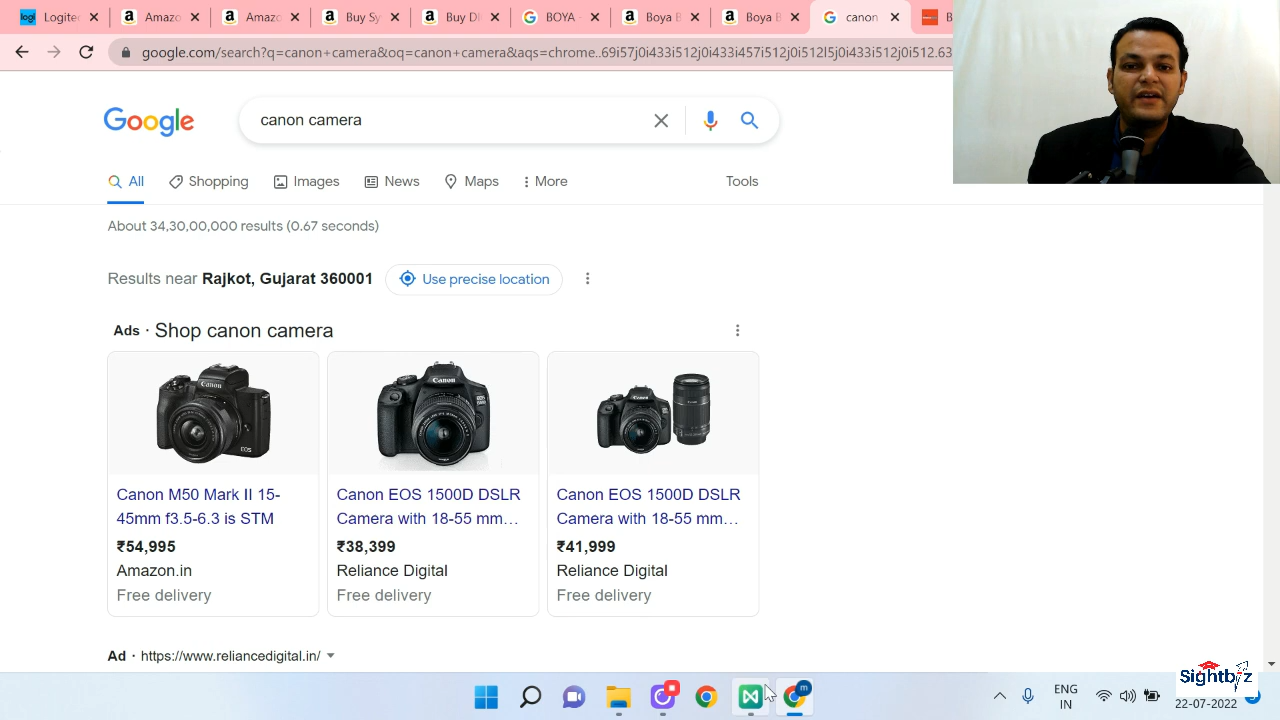 Logitec
Amazo
Amazo
Buy Sy
Buy DI
BOYA -
Boya B
Boya B
canon
B
google.com/search?q=canon+camera&oq=canon+camera&aqs=chrome..69i57j0i433i512j0i433i457i512j0i512l5j0i433i512j0i512.63
Google
canon camera
All
Shopping
Images
News
Maps
More
Tools
About 34,30,00,000 results (0.67 seconds)
Results near Rajkot, Gujarat 360001
Use precise location
Ads · Shop canon camera
Canon M50 Mark II 15-
45mm f3.5-6.3 is STM
₹54,995
Amazon.in
Free delivery
Canon EOS 1500D DSLR
Camera with 18-55 mm...
₹38,399
Reliance Digital
Free delivery
Canon EOS 1500D DSLR
Camera with 18-55 mm...
₹41,999
Reliance Digital
Free delivery
Ad · https://www.reliancedigital.in/
m
ENG
IN
Sightbiz
22-07-2022